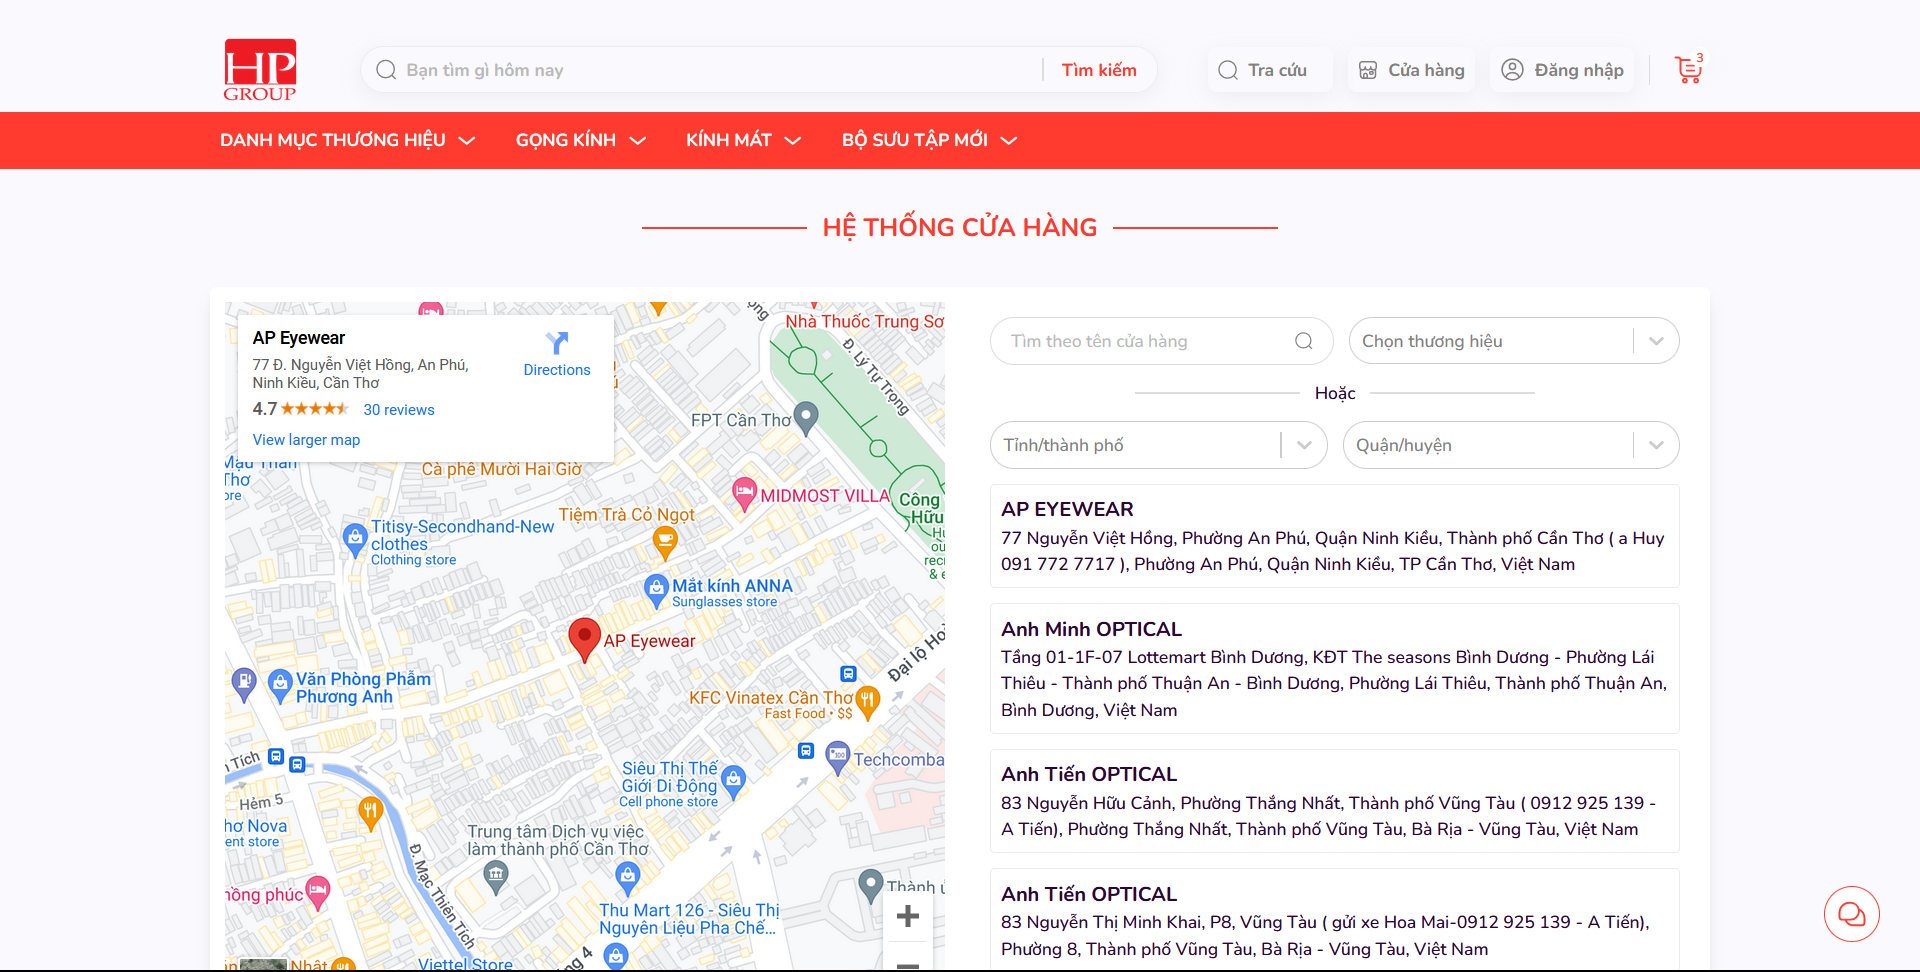 HP
GROUP
Bạn tìm gì hôm nay
Tìm kiếm
Tra cứu
Cửa hàng
Đăng nhập
3
DANH MỤC THƯƠNG HIỆU
GỌNG KÍNH
KÍNH MÁT
BỘ SƯU TẬP MỚI
HỆ THỐNG CỬA HÀNG
AP Eyewear
77 Đ. Nguyễn Việt Hồng, An Phú,
Ninh Kiều, Cần Thơ
4.7
30 reviews
View larger map
Directions
Nhà Thuốc Trung Sơ
Đ. Lý Tự Trọng
FPT Cần Thơ
Cà phê Mười Hai Giờ
MIDMOST VILLA
Công
Hữu
Tiệm Trà Cỏ Ngọt
Titisy-Secondhand-New
clothes
Clothing store
Mắt kính ANNA
Sunglasses store
AP Eyewear
Đại lộ Hoà
Văn Phòng Phẩm
Phương Anh
KFC Vinatex Cần Thơ
Fast Food • $$
Techcomba
Siêu Thị Thế
Giới Di Động
Cell phone store
Tích
Hẻm 5
Nova
ent store
Trung tâm Dịch vụ việc
làm thành phố Cần Thơ
Đ. Mạc Thiên Tích
hồng phúc
Thành
Thu Mart 126 - Siêu Thị
Nguyên Liệu Pha Chế...
Viettel Store
Nhật
Tìm theo tên cửa hàng
Chọn thương hiệu
Hoặc
Tỉnh/thành phố
Quận/huyện
AP EYEWEAR
77 Nguyễn Việt Hồng, Phường An Phú, Quận Ninh Kiều, Thành phố Cần Thơ ( a Huy
091 772 7717 ), Phường An Phú, Quận Ninh Kiều, TP Cần Thơ, Việt Nam
Anh Minh OPTICAL
Tầng 01-1F-07 Lottemart Bình Dương, KĐT The seasons Bình Dương - Phường Lái
Thiêu - Thành phố Thuận An - Bình Dương, Phường Lái Thiêu, Thành phố Thuận An,
Bình Dương, Việt Nam
Anh Tiến OPTICAL
83 Nguyễn Hữu Cảnh, Phường Thắng Nhất, Thành phố Vũng Tàu ( 0912 925 139 -
A Tiến), Phường Thắng Nhất, Thành phố Vũng Tàu, Bà Rịa - Vũng Tàu, Việt Nam
Anh Tiến OPTICAL
83 Nguyễn Thị Minh Khai, P8, Vũng Tàu ( gửi xe Hoa Mai-0912 925 139 - A Tiến),
Phường 8, Thành phố Vũng Tàu, Bà Rịa - Vũng Tàu, Việt Nam